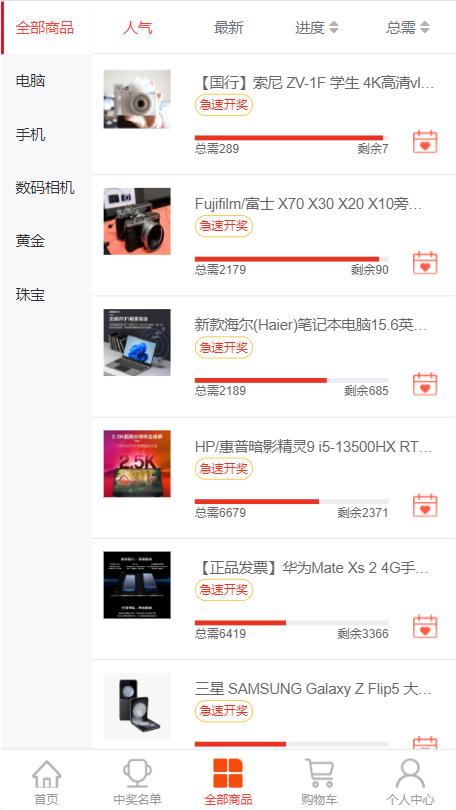 全部商品
人气 最新 进度 总需
电脑
手机
数码相机
黄金
珠宝
【国行】索尼 ZV-1F 学生 4K高清vl...
急速开奖
总需289 剩余7
Fujifilm/富士 X70 X30 X20 X10旁...
急速开奖
总需2179 剩余90
新款海尔(Haier)笔记本电脑15.6英...
急速开奖
总需2189 剩余685
2.5K
HP/惠普暗影精灵9 i5-13500HX RT...
急速开奖
总需6679 剩余2371
【正品发票】华为Mate Xs 2 4G手...
急速开奖
总需6419 剩余3366
三星 SAMSUNG Galaxy Z Flip5 大...
急速开奖
首页 中奖名单 全部商品 购物车 个人中心